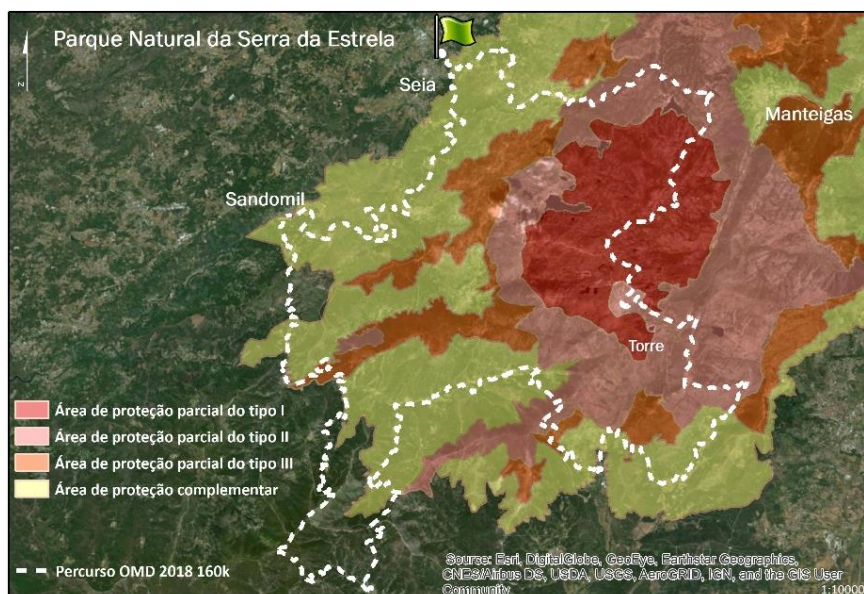 Parque Natural da Serra da Estrela
Seia
Manteigas
Sandomil
Torre
Área de proteção parcial do tipo I
Área de proteção parcial do tipo II
Área de proteção parcial do tipo III
Área de proteção complementar
Percurso OMD 2018 160k
Source: Esri, DigitalGlobe, GeoEye, Earthstar Geographics,
CNES/Airbus DS, USDA, USGS, AeroGRID, IGN, and the GIS User
Community